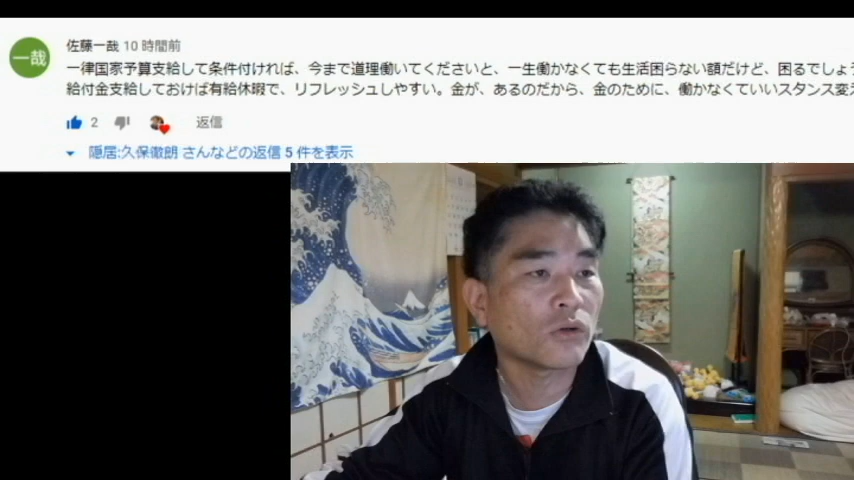 一哉
佐藤一哉 10 時間前
一律国家予算支給して条件付ければ、今まで道理働いてくださいと、一生働かなくても生活困らない額だけど、困るでしょう
給付金支給しておけば有給休暇で、リフレッシュしやすい。金が、あるのだから、金のために、働かなくていいスタンス変え
2
返信
隠居:久保徹朗 さんなどの返信 5 件を表示